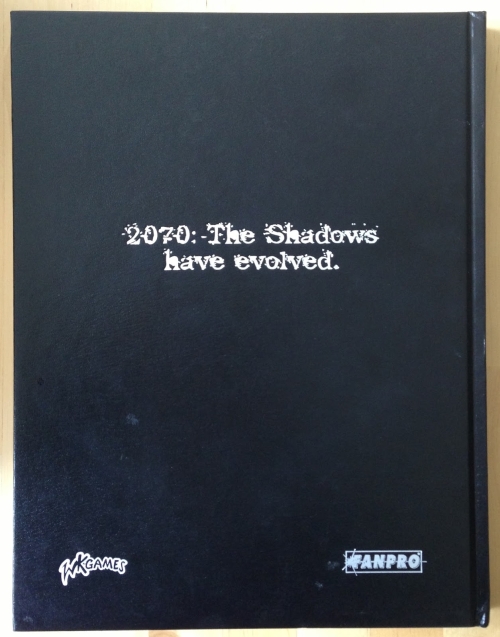 2070: The Shadows
have evolved.
WKGAMES
FANPRO